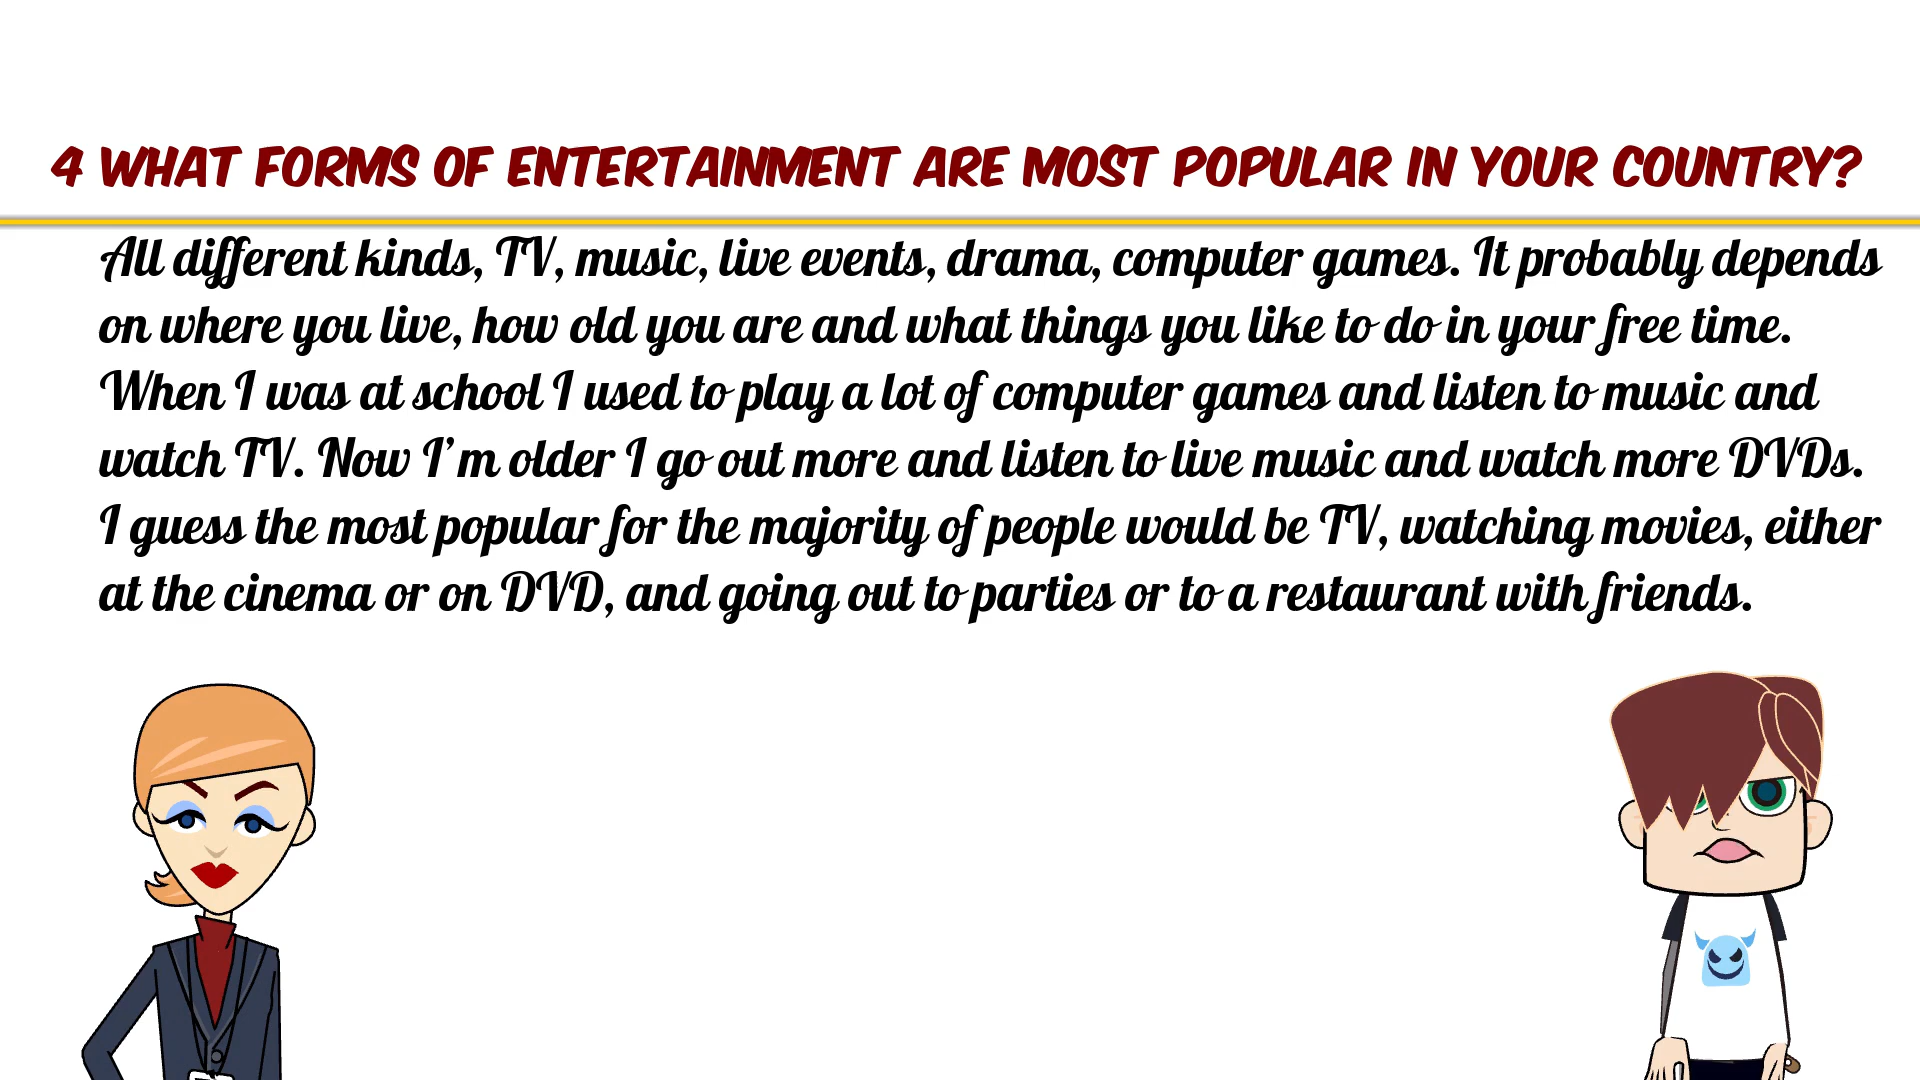 4 WHAT FORMS OF ENTERTAINMENT ARE MOST POPULAR IN YOUR COUNTRY?
All different kinds, TV, music, live events, drama, computer games. It probably depends
on where you live, how old you are and what things you like to do in your free time.
When I was at school I used to play a lot of computer games and listen to music and
watch TV. Now I’m older I go out more and listen to live music and watch more DVDs.
I guess the most popular for the majority of people would be TV, watching movies, either
at the cinema or on DVD, and going out to parties or to a restaurant with friends.